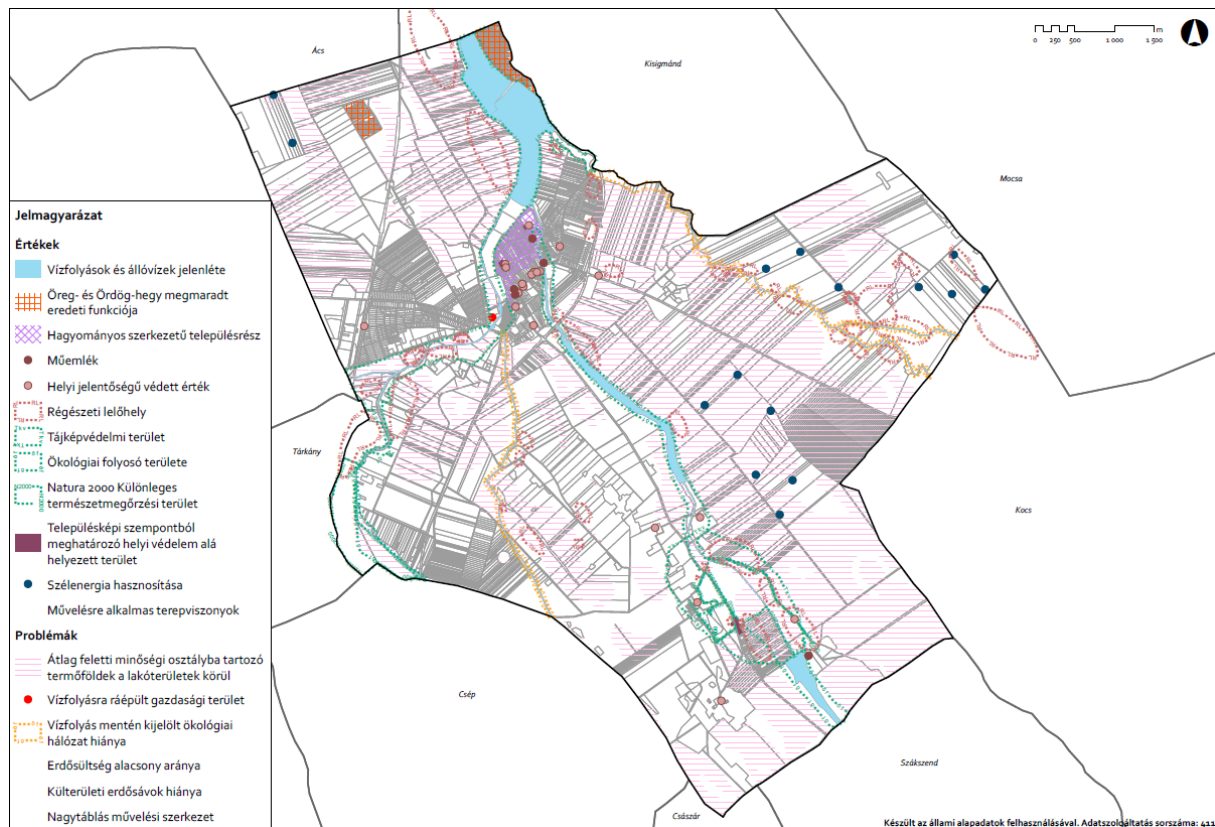 Ács
Kisigmánd
Mocsa
Tárkány
Kocs
Csép
Szákszend
Császár
0 250 500 1 000 1 500
m
Jelmagyarázat
Értékek
Vízfolyások és állóvizek jelenléte
Öreg- és Ördög-hegy megmaradt
eredeti funkciója
Hagyományos szerkezetű településrész
Műemlék
Helyi jelentőségű védett érték
Régészeti lelőhely
Tájképvédelmi terület
Ökológiai folyosó területe
Natura 2000 Különleges
természetmegőrzési terület
Településképi szempontból
meghatározó helyi védelem alá
helyezett terület
Szélenergia hasznosítása
Művelésre alkalmas terepviszonyok
Problémák
Átlag feletti minőségi osztályba tartozó
termőföldek a lakóterületek körül
Vízfolyásra ráépült gazdasági terület
Vízfolyás mentén kijelölt ökológiai
hálózat hiánya
Erdősültség alacsony aránya
Külterületi erdősávok hiánya
Nagytáblás művelési szerkezet
Készült az állami alapadatok felhasználásával. Adatszolgáltatás sorszáma: 411